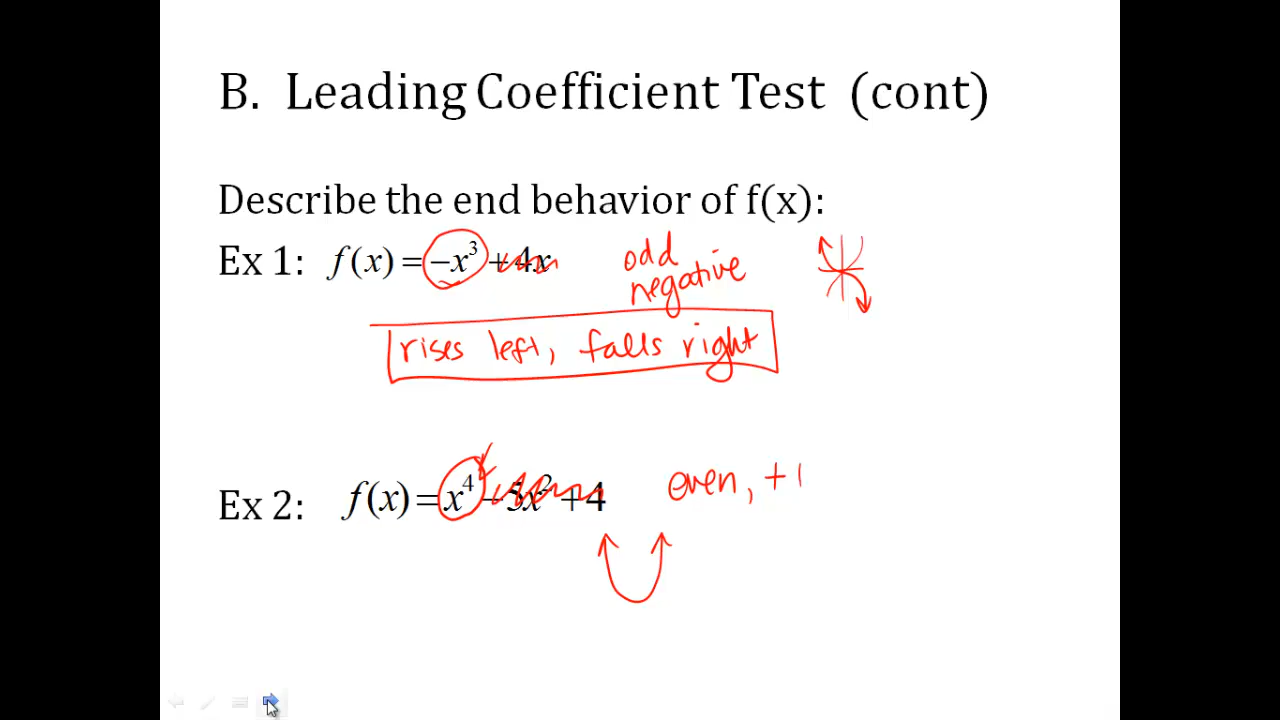 B. Leading Coefficient Test (cont)
Describe the end behavior of f(x):
Ex 1: f(x) = −x³ + 4x
odd
negative
rises left, falls right
Ex 2: f(x) = x⁴ − 5x² + 4
even, +1